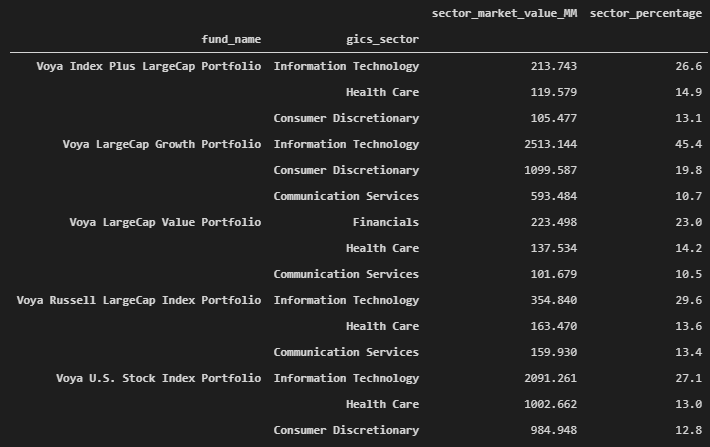 sector_market_value_MM sector_percentage
fund_name gics_sector
Voya Index Plus LargeCap Portfolio Information Technology 213.743 26.6
Health Care 119.579 14.9
Consumer Discretionary 105.477 13.1
Voya LargeCap Growth Portfolio Information Technology 2513.144 45.4
Consumer Discretionary 1099.587 19.8
Communication Services 593.484 10.7
Voya LargeCap Value Portfolio Financials 223.498 23.0
Health Care 137.534 14.2
Communication Services 101.679 10.5
Voya Russell LargeCap Index Portfolio Information Technology 354.840 29.6
Health Care 163.470 13.6
Communication Services 159.930 13.4
Voya U.S. Stock Index Portfolio Information Technology 2091.261 27.1
Health Care 1002.662 13.0
Consumer Discretionary 984.948 12.8